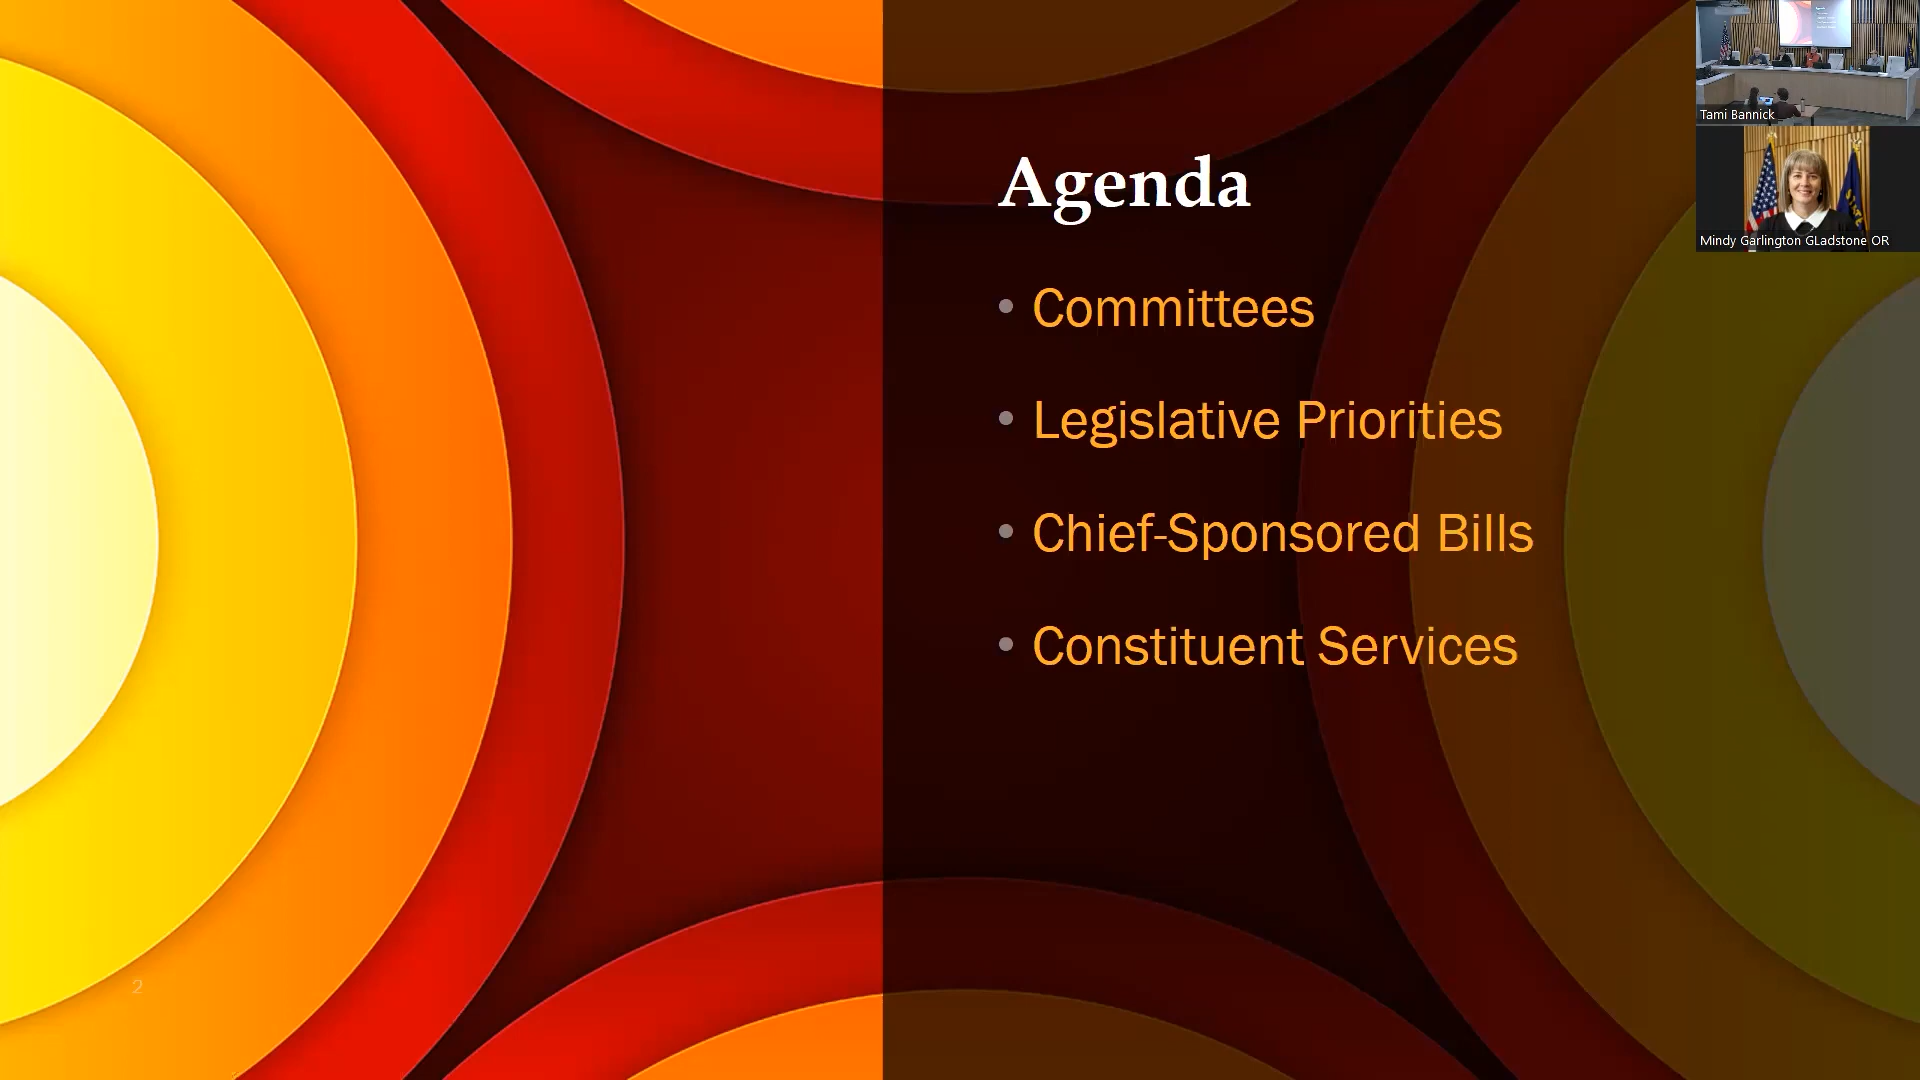 Agenda
• Committees
• Legislative Priorities
• Chief-Sponsored Bills
• Constituent Services
2
Tami Bannick
Mindy Garlington GLadstone OR